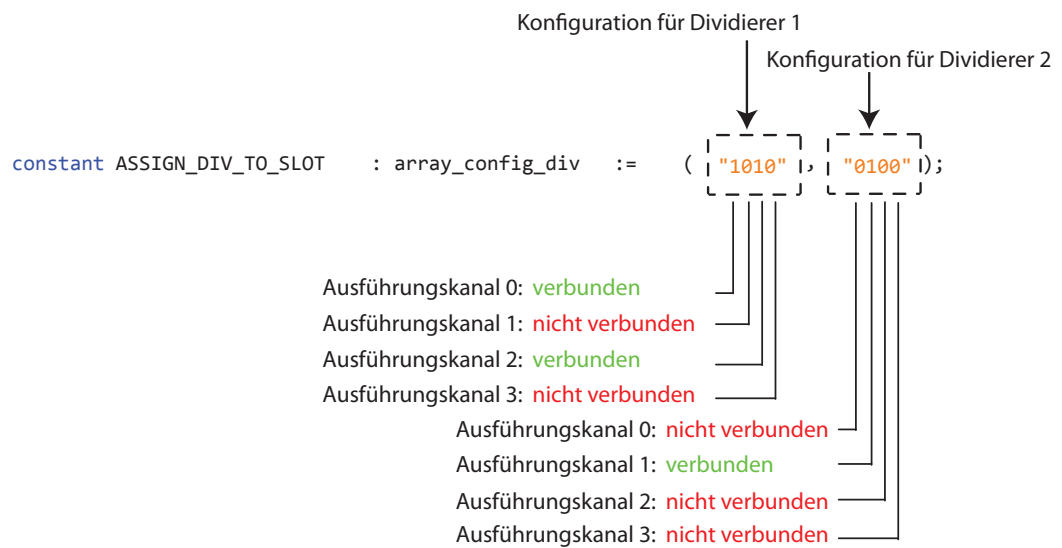 Konfiguration für Dividierer 1
Konfiguration für Dividierer 2
constant ASSIGN_DIV_TO_SLOT : array_config_div := ( "1010" , "0100" );
Ausführungskanal 0: verbunden
Ausführungskanal 1: nicht verbunden
Ausführungskanal 2: verbunden
Ausführungskanal 3: nicht verbunden
Ausführungskanal 0: nicht verbunden
Ausführungskanal 1: verbunden
Ausführungskanal 2: nicht verbunden
Ausführungskanal 3: nicht verbunden